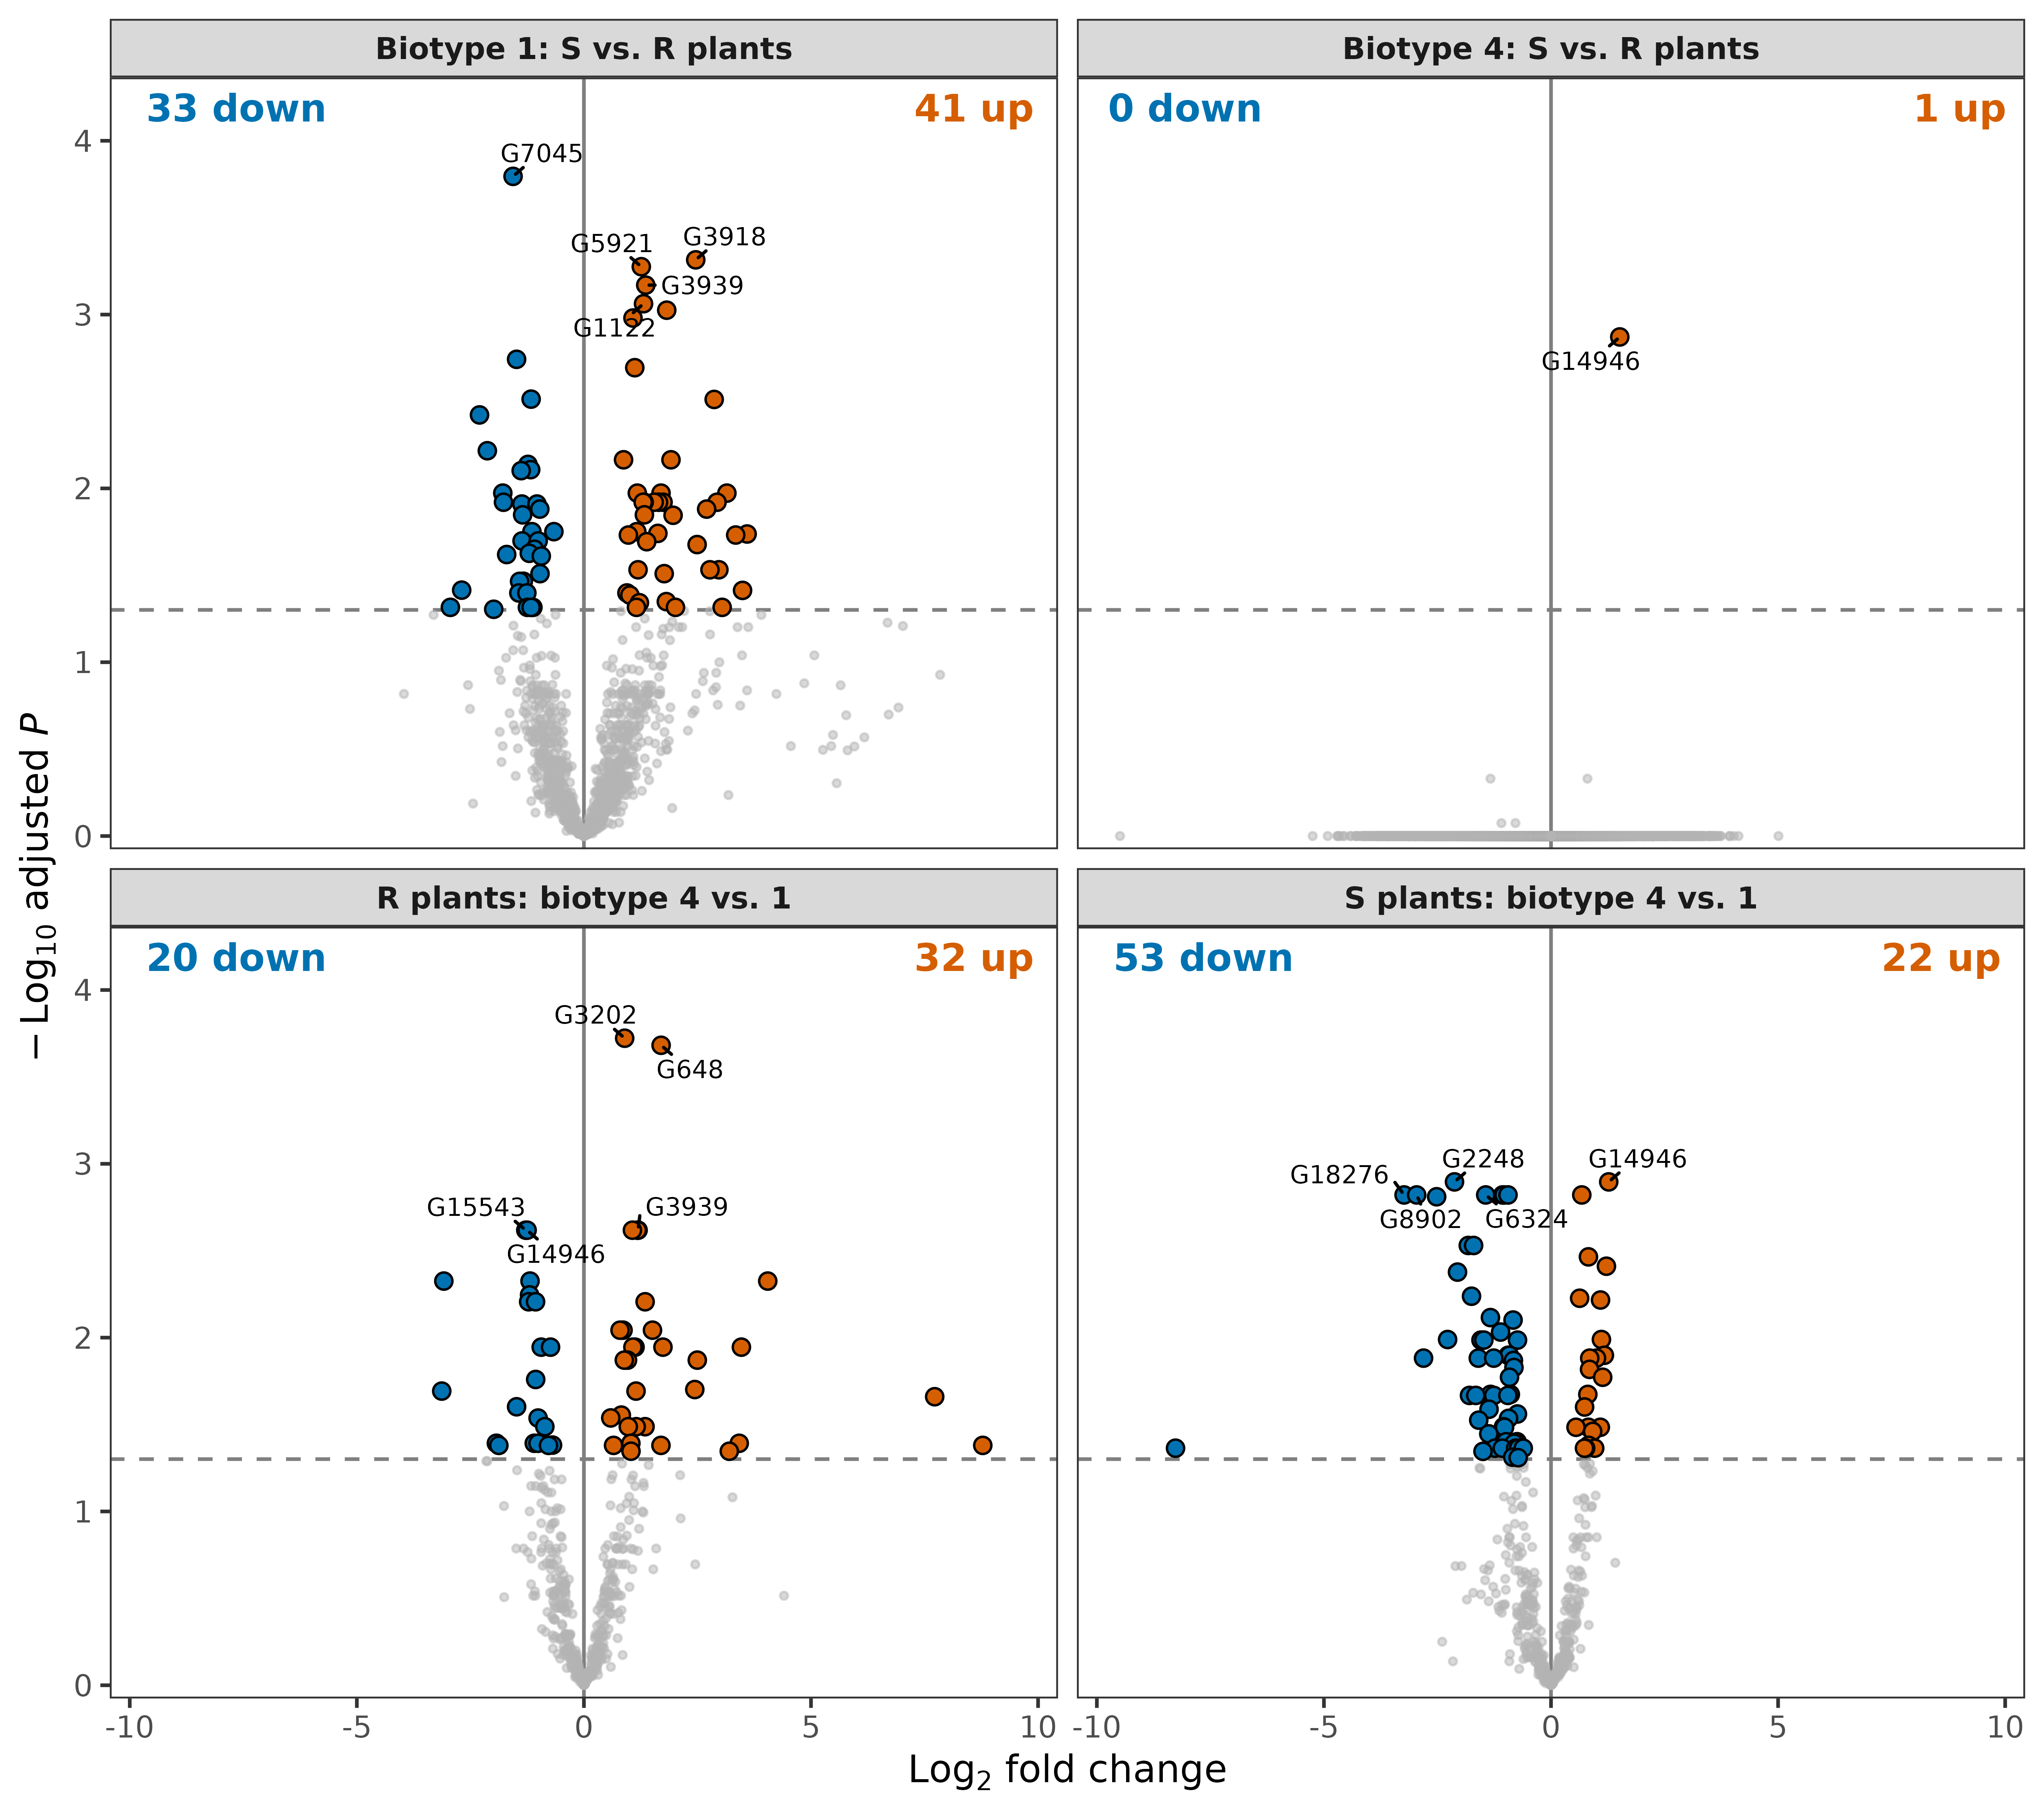 Biotype 1: S vs. R plants
Biotype 4: S vs. R plants
33 down
41 up
0 down
1 up
4
3
2
1
0
G7045
G5921
G3918
G3939
G1122
G14946
R plants: biotype 4 vs. 1
S plants: biotype 4 vs. 1
20 down
32 up
53 down
22 up
4
3
2
1
0
G3202
G648
G15543
G3939
G14946
G18276
G2248
G14946
G8902
G6324
-10
-5
0
5
10
-10
-5
0
5
10
− Log₁₀ adjusted P
Log₂ fold change